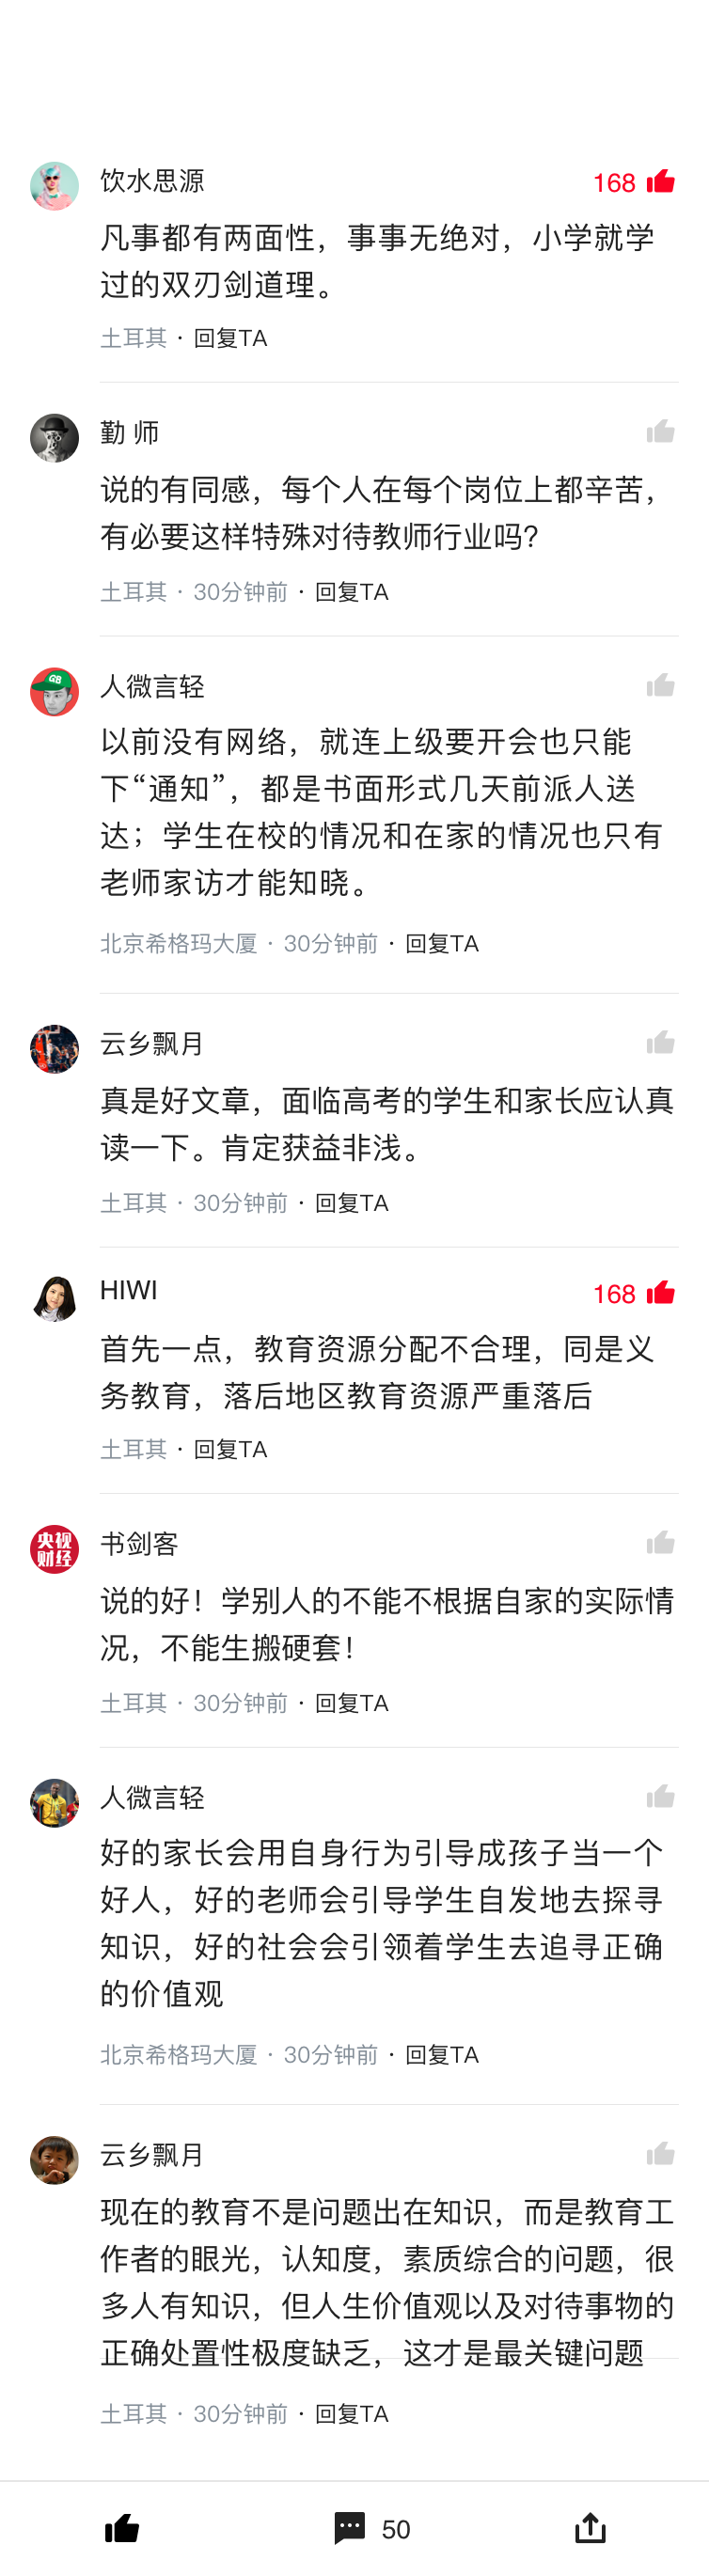 饮水思源
168
凡事都有两面性，事事无绝对，小学就学
过的双刃剑道理。
土耳其 · 回复TA
勤 师
说的有同感，每个人在每个岗位上都辛苦，
有必要这样特殊对待教师行业吗?
土耳其 · 30分钟前 · 回复TA
GB
人微言轻
以前没有网络，就连上级要开会也只能
下“通知”，都是书面形式几天前派人送
达；学生在校的情况和在家的情况也只有
老师家访才能知晓。
北京希格玛大厦 · 30分钟前 · 回复TA
云乡飘月
真是好文章，面临高考的学生和家长应认真
读一下。肯定获益非浅。
土耳其 · 30分钟前 · 回复TA
HIWI
168
首先一点，教育资源分配不合理，同是义
务教育，落后地区教育资源严重落后
土耳其 · 回复TA
央视
财经
书剑客
说的好！学别人的不能不根据自家的实际情
况，不能生搬硬套！
土耳其 · 30分钟前 · 回复TA
人微言轻
好的家长会用自身行为引导成孩子当一个
好人，好的老师会引导学生自发地去探寻
知识，好的社会会引领着学生去追寻正确
的价值观
北京希格玛大厦 · 30分钟前 · 回复TA
云乡飘月
现在的教育不是问题出在知识，而是教育工
作者的眼光，认知度，素质综合的问题，很
多人有知识，但人生价值观以及对待事物的
正确处置性极度缺乏，这才是最关键问题
土耳其 · 30分钟前 · 回复TA
50